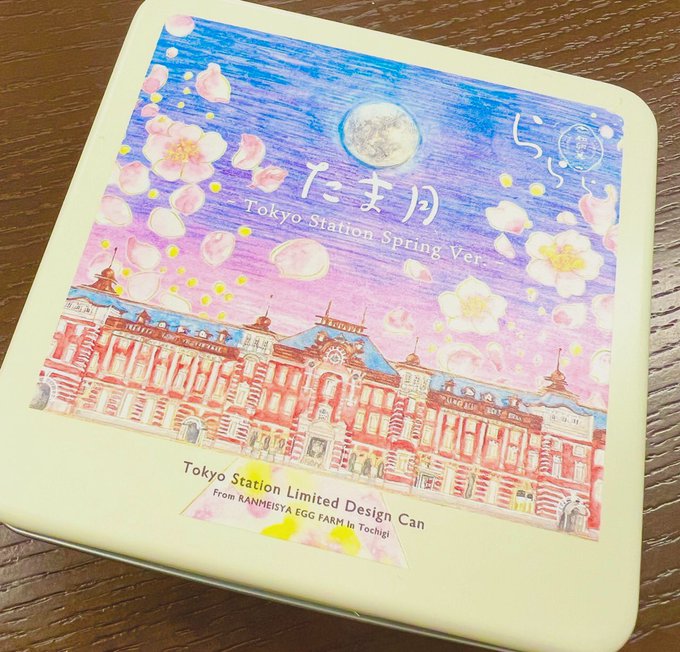 ららら
たま月
- Tokyo Station Spring Ver. -
Tokyo Station Limited Design Can
From RANMEISYA EGG FARM In Tochigi